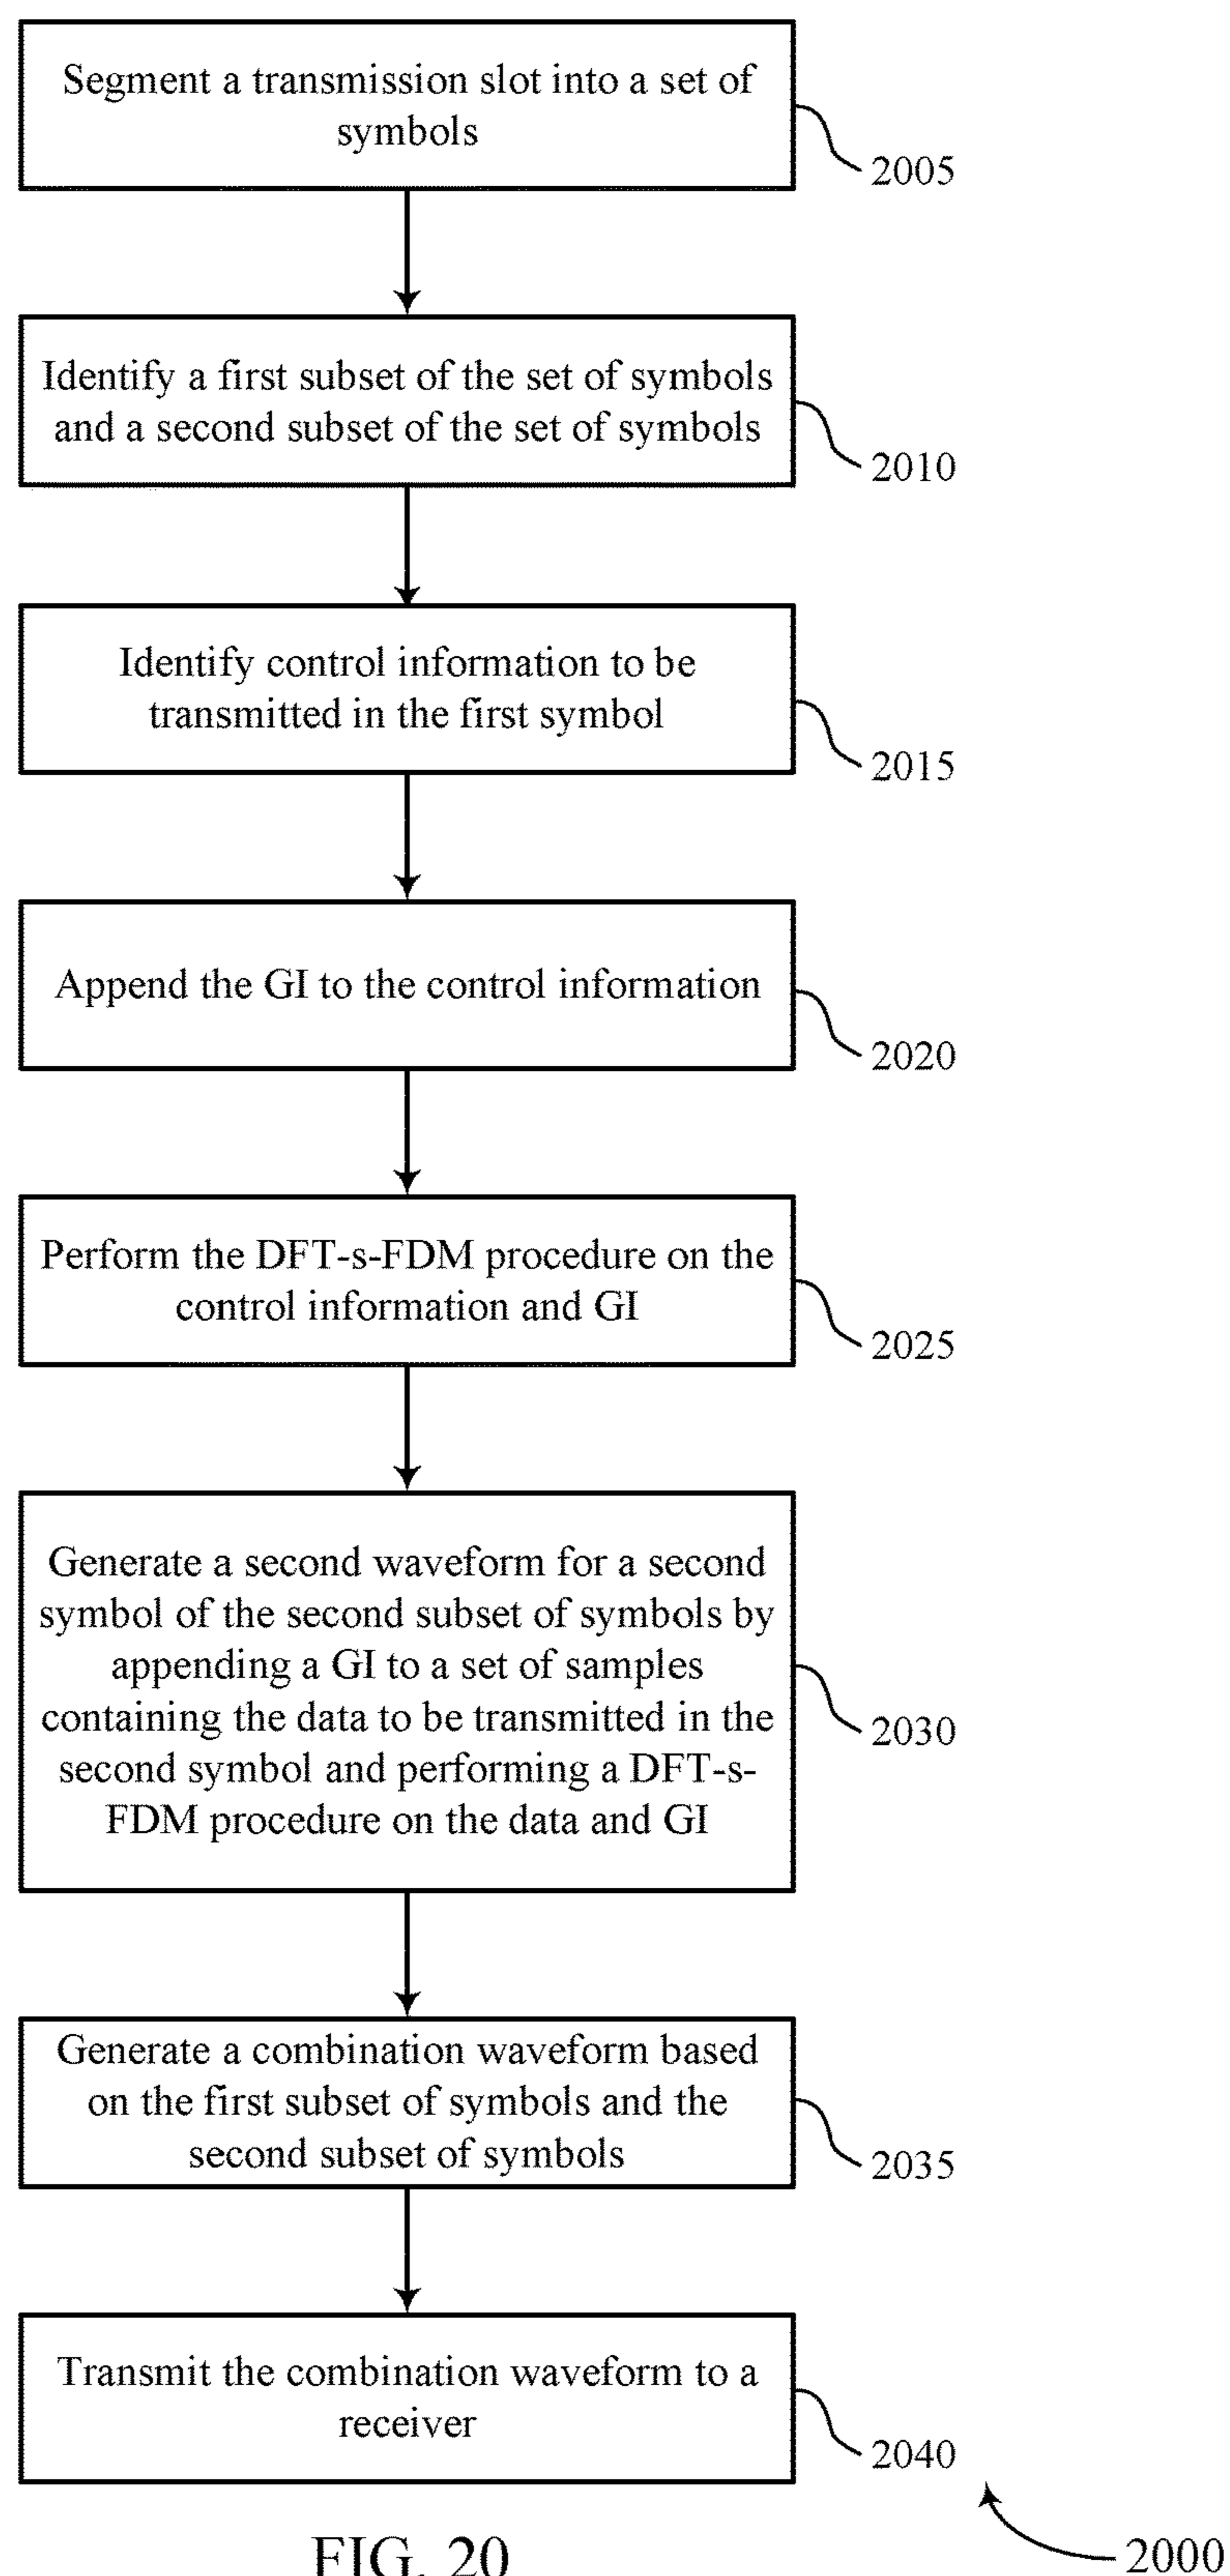 Segment a transmission slot into a set of
symbols
2005
Identify a first subset of the set of symbols
and a second subset of the set of symbols
2010
Identify control information to be
transmitted in the first symbol
2015
Append the GI to the control information
2020
Perform the DFT-s-FDM procedure on the
control information and GI
2025
Generate a second waveform for a second
symbol of the second subset of symbols by
appending a GI to a set of samples
containing the data to be transmitted in the
second symbol and performing a DFT-s-
FDM procedure on the data and GI
2030
Generate a combination waveform based
on the first subset of symbols and the
second subset of symbols
2035
Transmit the combination waveform to a
receiver
2040
2000
FIG. 20